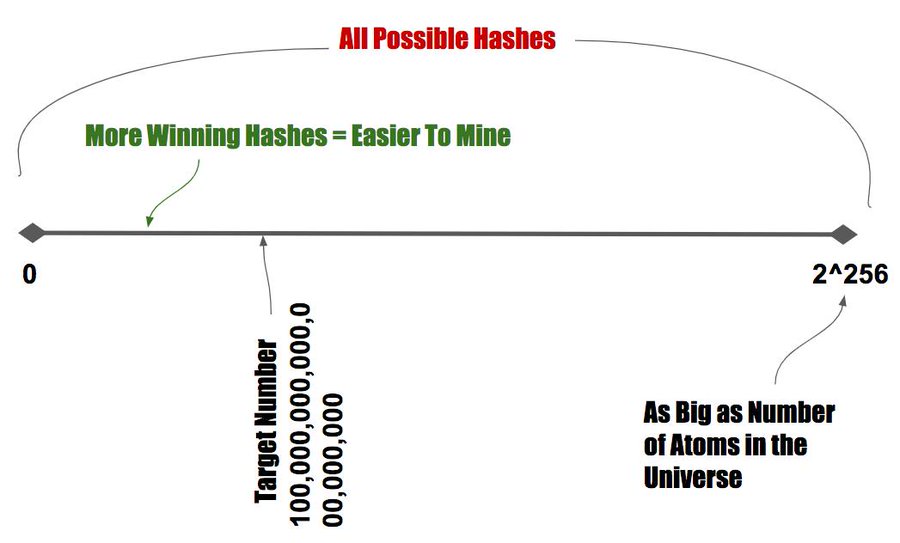 All Possible Hashes
More Winning Hashes = Easier To Mine
0
2^256
Target Number
100,000,000,000,0
00,000,000
As Big as Number
of Atoms in the
Universe